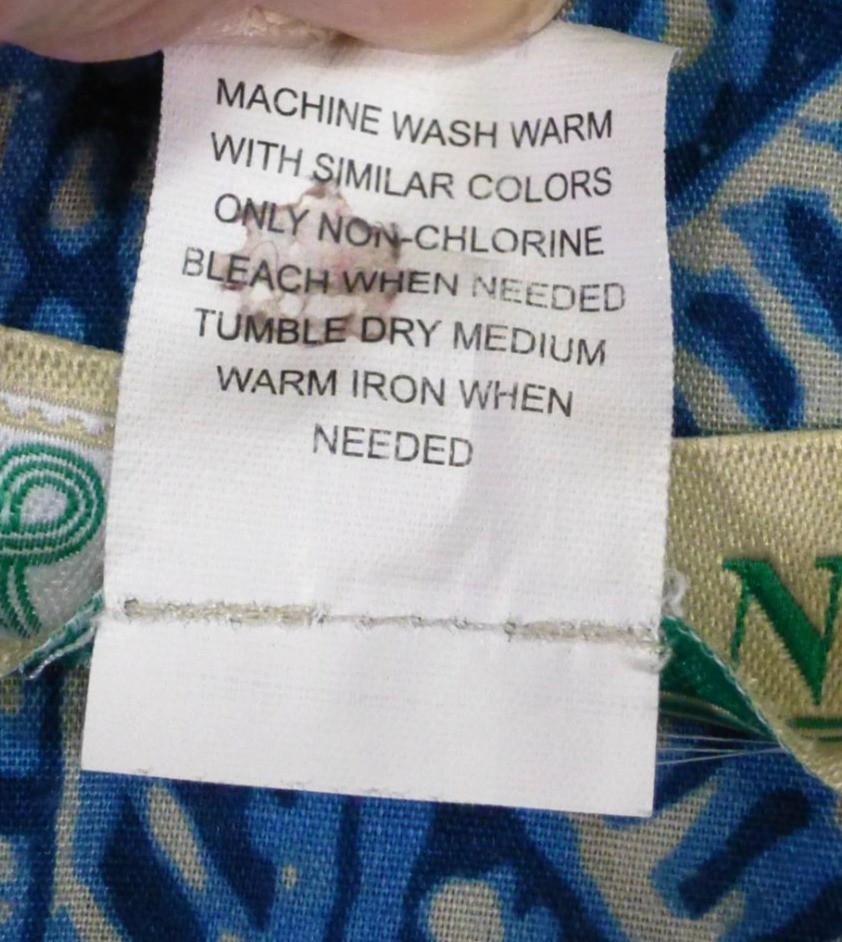 MACHINE WASH WARM
WITH SIMILAR COLORS
ONLY NON-CHLORINE
BLEACH WHEN NEEDED
TUMBLE DRY MEDIUM
WARM IRON WHEN
NEEDED
N